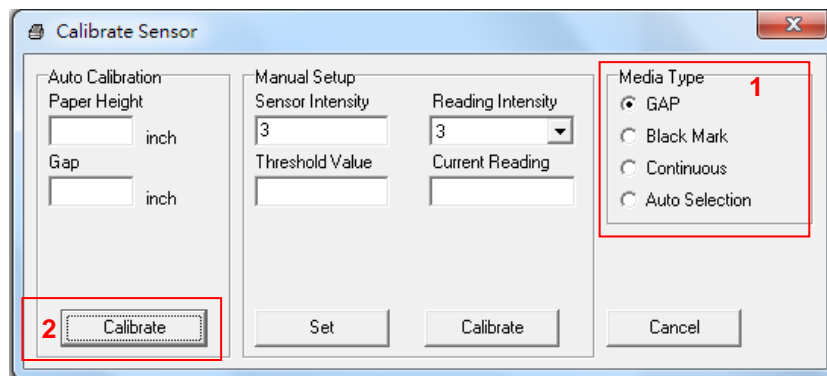 Calibrate Sensor
Auto Calibration
Paper Height
inch
Gap
inch
2
Calibrate
Manual Setup
Sensor Intensity
Reading Intensity
3
3
Threshold Value
Current Reading
Set
Calibrate
Media Type
1
GAP
Black Mark
Continuous
Auto Selection
Cancel